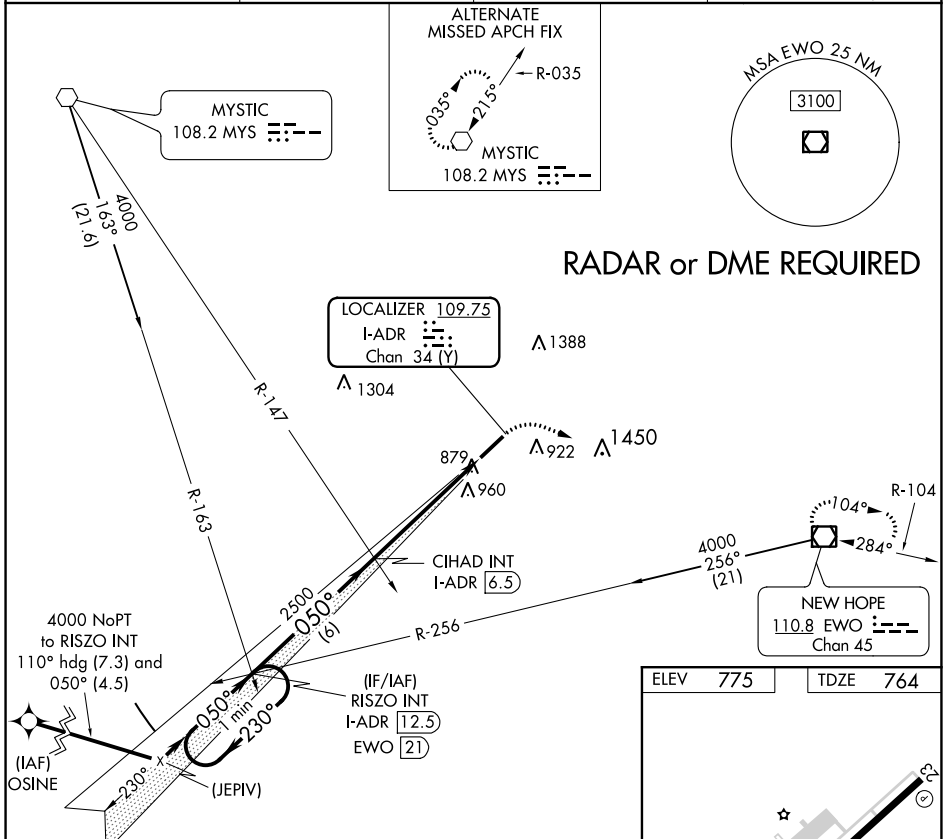 ALTERNATE
MISSED APCH FIX
R-035
035°
215°
MYSTIC
108.2 MYS
MSA EWO 25 NM
3100
MYSTIC
108.2 MYS
4000
163°
(21.6)
RADAR or DME REQUIRED
LOCALIZER 109.75
I-ADR
Chan 34 (Y)
1388
1304
R-147
879
922
1450
960
R-163
R-104
104°
284°
4000
256°
(21)
CIHAD INT
I-ADR 6.5
NEW HOPE
110.8 EWO
Chan 45
2500
050°
(6)
R-256
4000 NoPT
to RISZO INT
110° hdg (7.3) and
050° (4.5)
(IF/IAF)
RISZO INT
I-ADR 12.5
EWO 21
050°
1 min
230°
(IAF)
OSINE
230°
X
(JEPIV)
ELEV 775
TDZE 764
23
P